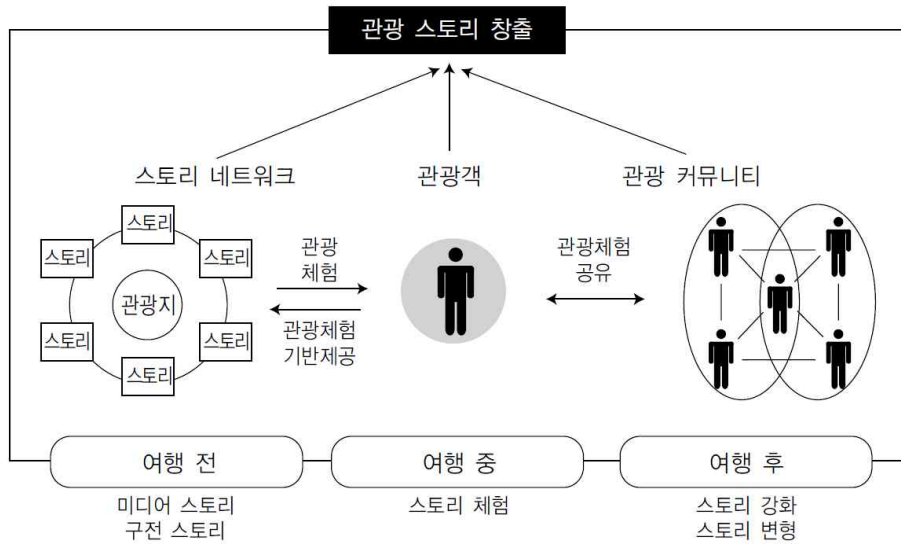 관광 스토리 창출
스토리 네트워크
관광객
관광 커뮤니티
스토리
스토리
스토리
관광지
스토리
스토리
스토리
관광
체험
관광체험
기반제공
관광체험
공유
여행 전
여행 중
여행 후
미디어 스토리
구전 스토리
스토리 체험
스토리 강화
스토리 변형